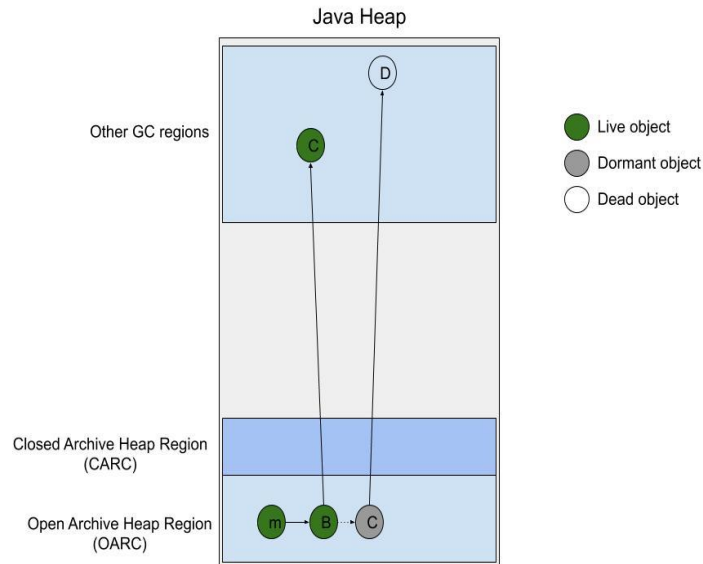 Java Heap
D
Other GC regions
C
Live object
Dormant object
Dead object
Closed Archive Heap Region
(CARC)
m
B
C
Open Archive Heap Region
(OARC)